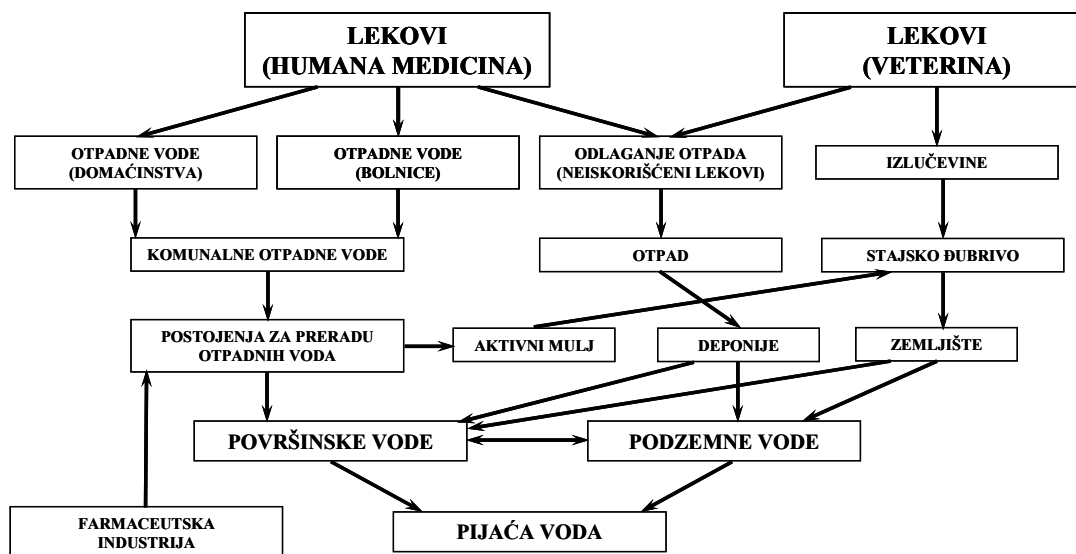 LEKOVI
(HUMANA MEDICINA)
LEKOVI
(VETERINA)
OTPADNE VODE
(DOMAĆINSTVA)
OTPADNE VODE
(BOLNICE)
ODLAGANJE OTPADA
(NEISKORIŠĆENI LEKOVI)
IZLUČEVINE
KOMUNALNE OTPADNE VODE
OTPAD
STAJSKO ĐUBRIVO
POSTOJENJA ZA PRERADU
OTPADNIH VODA
AKTIVNI MULJ
DEPONIJE
ZEMLJIŠTE
POVRŠINSKE VODE
PODZEMNE VODE
FARMACEUTSKA
INDUSTRIJA
PIJAĆA VODA